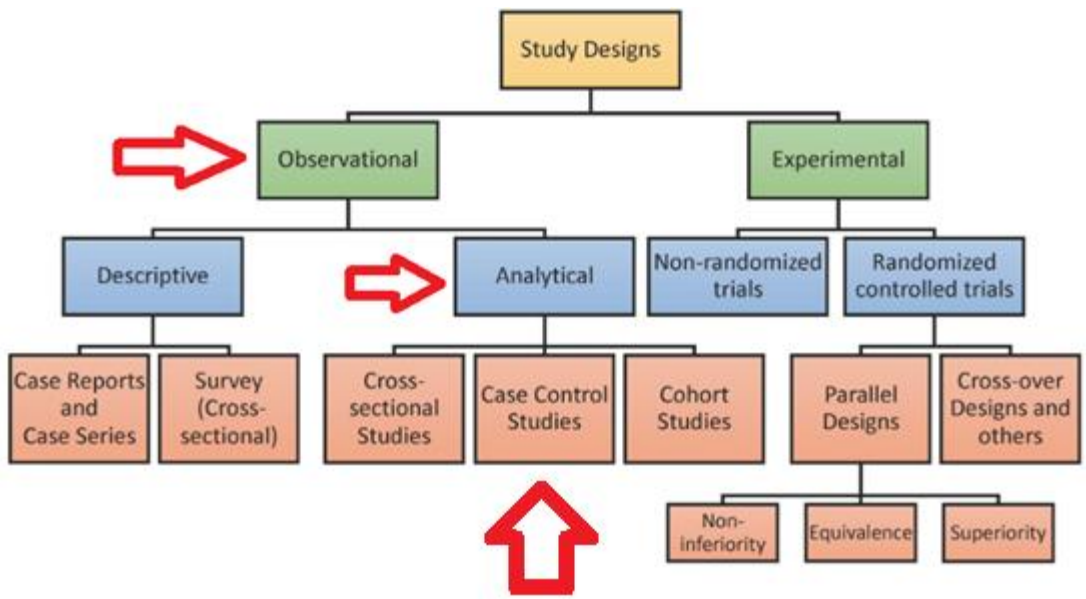 Study Designs
Observational
Experimental
Descriptive
Analytical
Non-randomized
trials
Randomized
controlled trials
Case Reports
and
Case Series
Survey
(Cross-
sectional)
Cross-
sectional
Studies
Case Control
Studies
Cohort
Studies
Parallel
Designs
Cross-over
Designs and
others
Non-
inferiority
Equivalence
Superiority